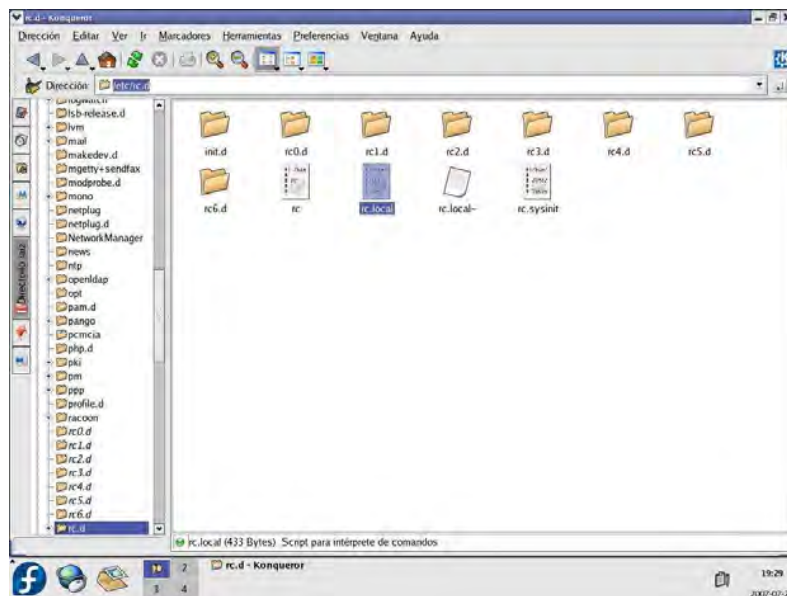 rc.d - Konqueror
Dirección Editar Ver Ir Marcadores Herramientas Preferencias Ventana Ayuda
Dirección: /etc/rc.d
Directorio raíz
logwatch
lsb-release.d
lvm
mail
makedev.d
mgetty+sendfax
modprobe.d
mono
netplug
netplug.d
NetworkManager
news
ntp
openldap
opt
pam.d
pango
pcmcia
php.d
pki
pm
ppp
profile.d
racoon
rc0.d
rc1.d
rc2.d
rc3.d
rc4.d
rc5.d
rc6.d
rc.d
init.d rc0.d rc1.d rc2.d rc3.d rc4.d rc5.d
rc6.d rc rc.local rc.local~ rc.sysinit
rc.local (433 Bytes) Script para intérprete de comandos
2
3 4
rc.d - Konqueror
19:29